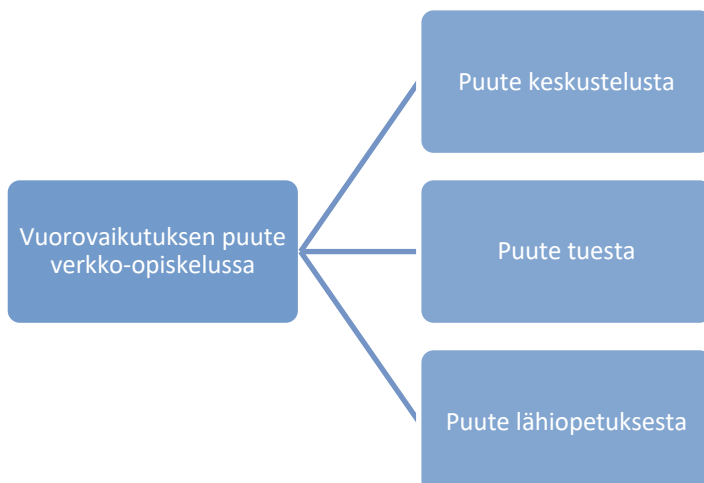 Puute keskustelusta
Vuorovaikutuksen puute
verkko-opiskelussa
Puute tuesta
Puute lähiopetuksesta